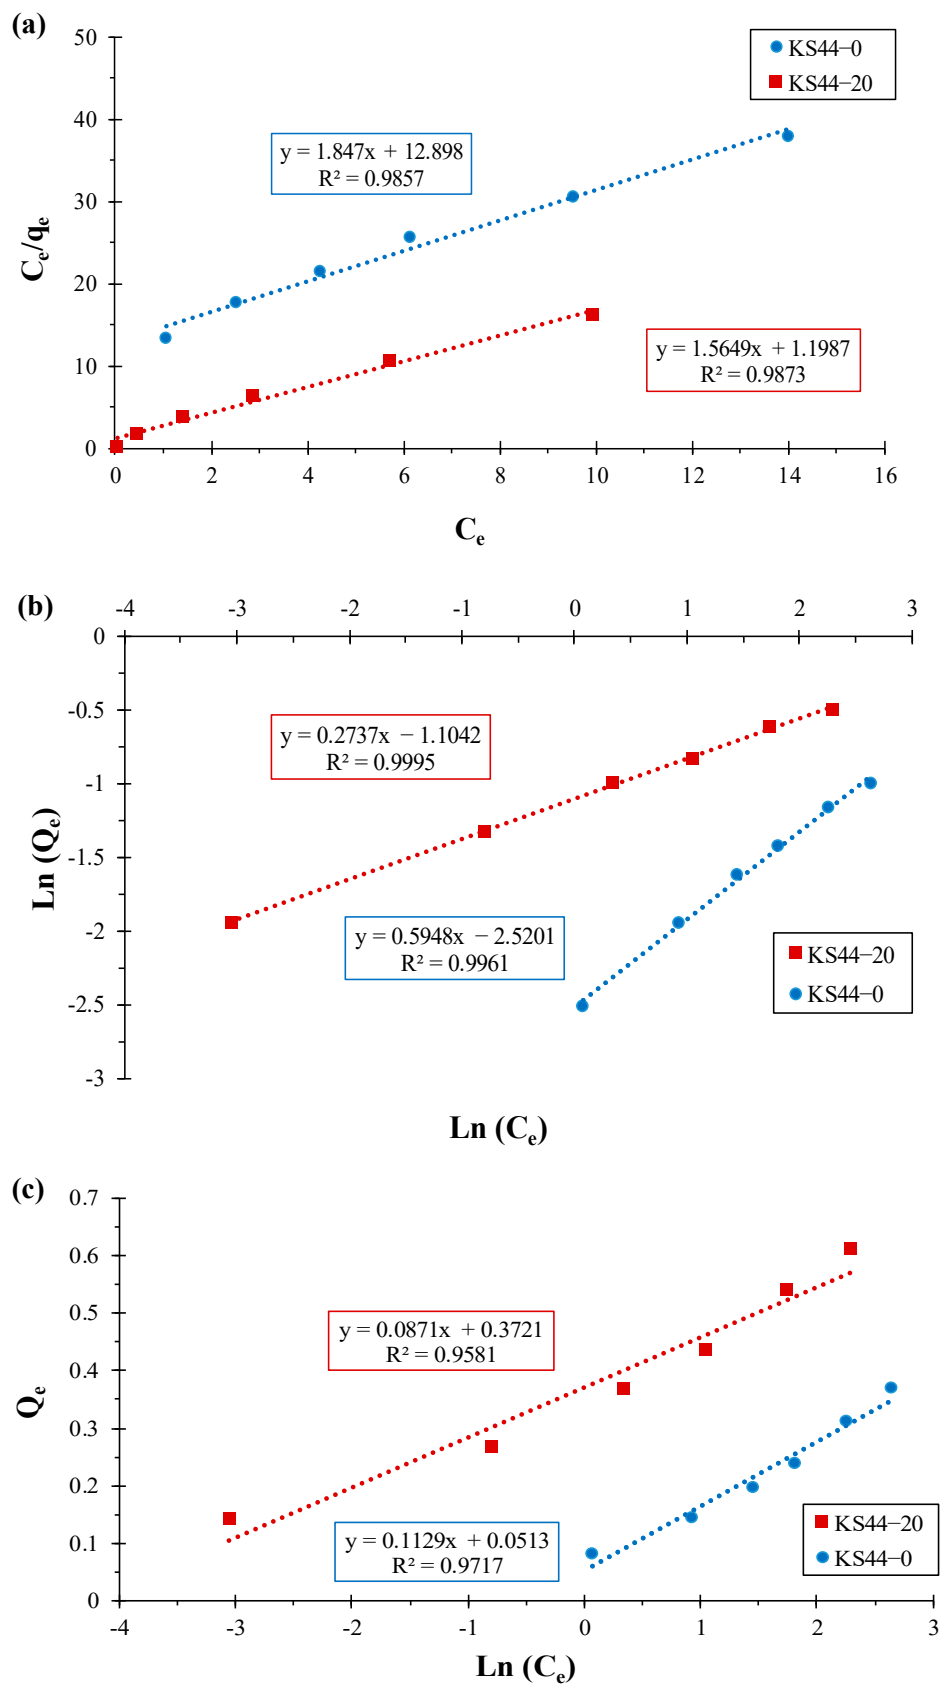 (a)
50
40
30
20
10
0
KS44−0
KS44−20
y = 1.847x + 12.898
R² = 0.9857
y = 1.5649x + 1.1987
R² = 0.9873
Cₑ/qₑ
0 2 4 6 8 10 12 14 16
Cₑ
(b)
-4 -3 -2 -1 0 1 2 3
0
-0.5
-1
-1.5
-2
-2.5
-3
y = 0.2737x − 1.1042
R² = 0.9995
y = 0.5948x − 2.5201
R² = 0.9961
KS44−20
KS44−0
Ln (Qₑ)
Ln (Cₑ)
(c)
0.7
0.6
0.5
0.4
0.3
0.2
0.1
0
y = 0.0871x + 0.3721
R² = 0.9581
y = 0.1129x + 0.0513
R² = 0.9717
KS44−20
KS44−0
Qₑ
-4 -3 -2 -1 0 1 2 3
Ln (Cₑ)